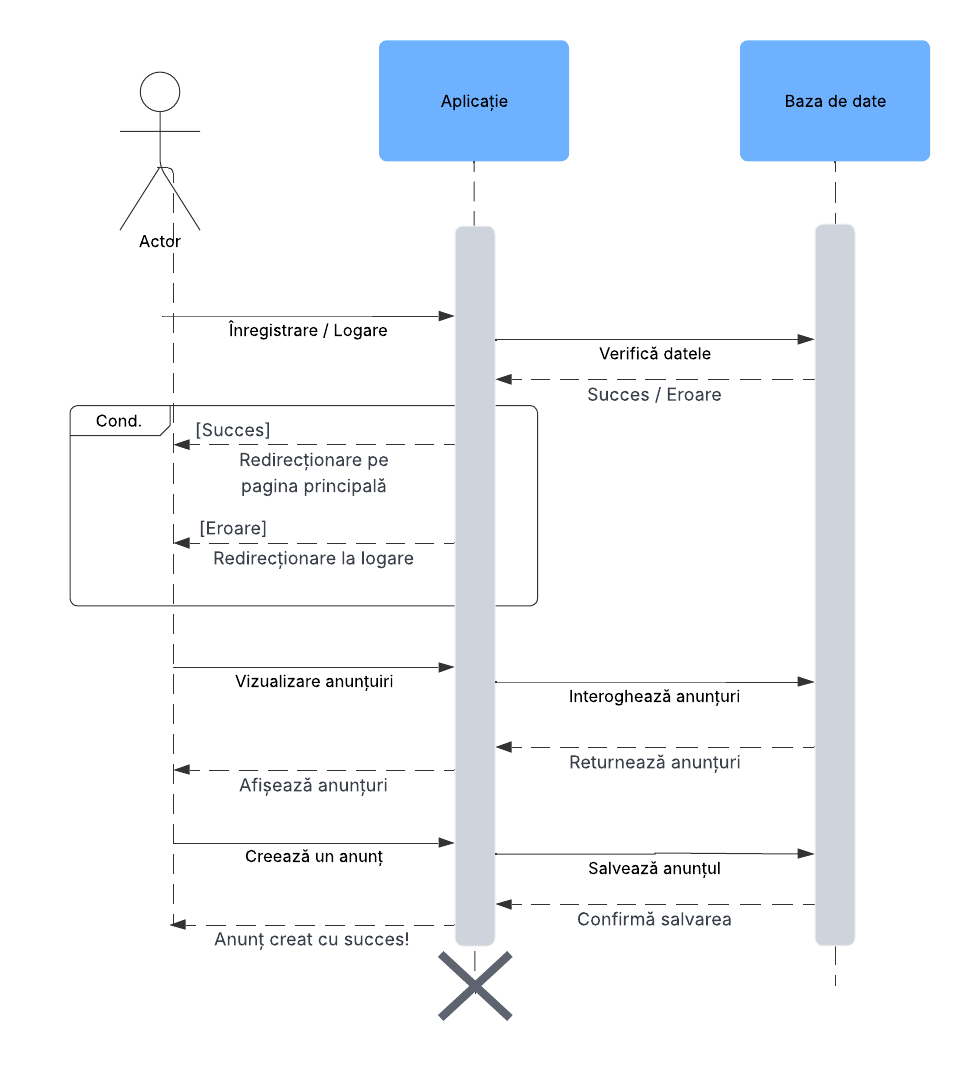 Aplicație
Baza de date
Actor
Înregistrare / Logare
Verifică datele
Succes / Eroare
Cond.
[Succes]
Redirecționare pe
pagina principală
[Eroare]
Redirecționare la logare
Vizualizare anunțuiri
Interoghează anunțuri
Returnează anunțuri
Afișează anunțuri
Creează un anunț
Salvează anunțul
Confirmă salvarea
Anunț creat cu succes!